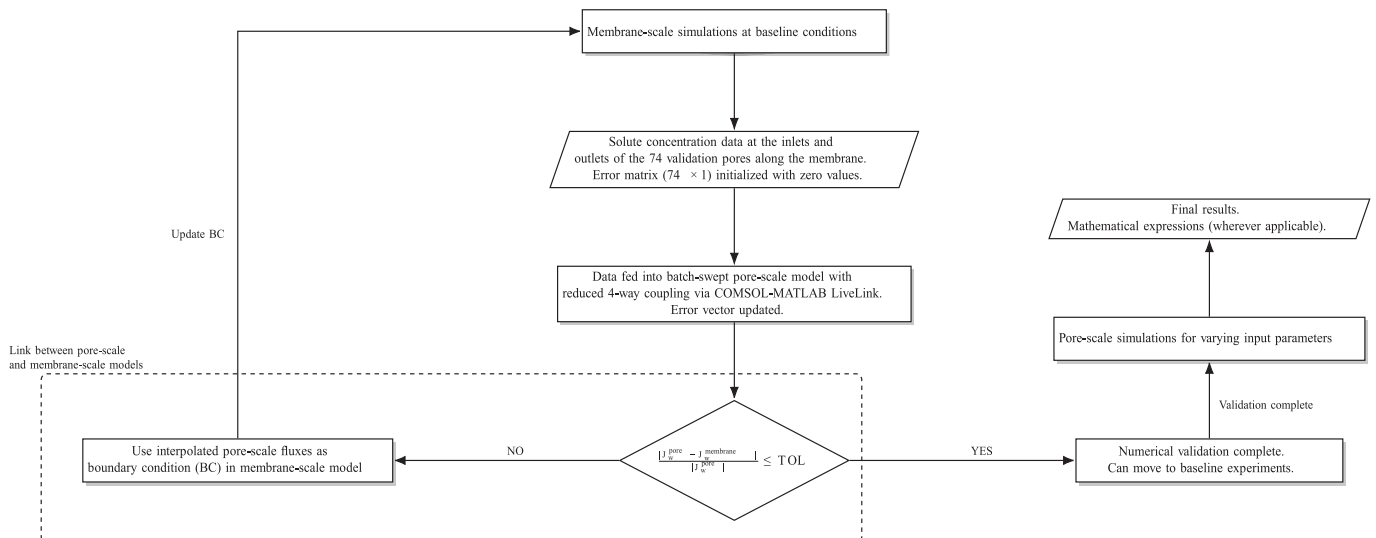 Membrane-scale simulations at baseline conditions
Solute concentration data at the inlets and
outlets of the 74 validation pores along the membrane.
Error matrix (74 × 1) initialized with zero values.
Final results.
Mathematical expressions (wherever applicable).
Update BC
Data fed into batch-swept pore-scale model with
reduced 4-way coupling via COMSOL-MATLAB LiveLink.
Error vector updated.
Pore-scale simulations for varying input parameters
Link between pore-scale
and membrane-scale models
Validation complete
Use interpolated pore-scale fluxes as
boundary condition (BC) in membrane-scale model
NO
|J_w^pore − J_w^membrane| / |J_w^pore| ≤ TOL
YES
Numerical validation complete.
Can move to baseline experiments.